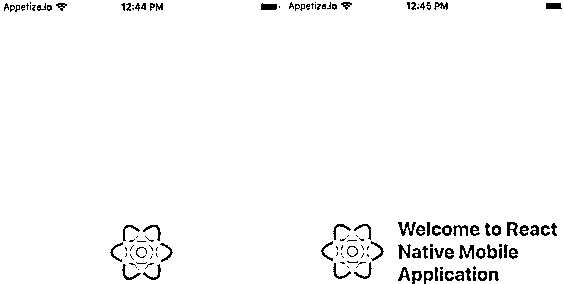 Appetize.io 12:44 PM
Appetize.io 12:45 PM
Welcome to React
Native Mobile
Application